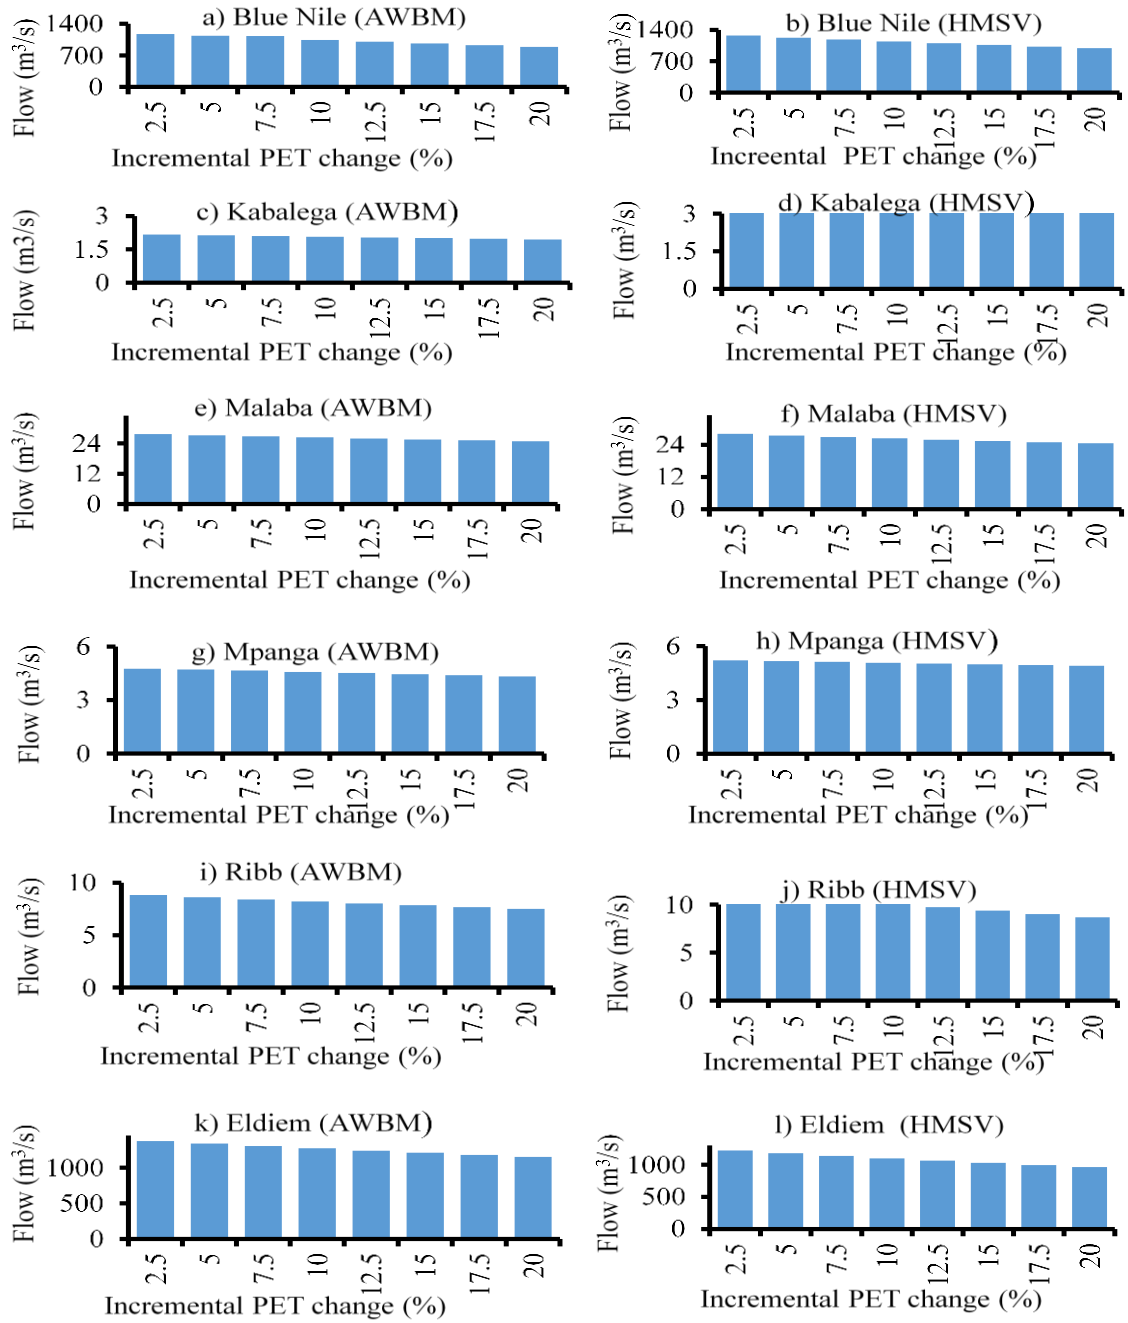 a) Blue Nile (AWBM)
Flow (m³/s)
1400
700
0
2.5 5 7.5 10 12.5 15 17.5 20
Incremental PET change (%)
b) Blue Nile (HMSV)
Flow (m³/s)
1400
700
0
2.5 5 7.5 10 12.5 15 17.5 20
Increental PET change (%)
c) Kabalega (AWBM)
Flow (m3/s)
3
1.5
0
2.5 5 7.5 10 12.5 15 17.5 20
Incremental PET change (%)
d) Kabalega (HMSV)
Flow (m³/s)
3
1.5
0
2.5 5 7.5 10 12.5 15 17.5 20
Incremental PET change (%)
e) Malaba (AWBM)
Flow (m³/s)
24
12
0
2.5 5 7.5 10 12.5 15 17.5 20
Incremental PET change (%)
f) Malaba (HMSV)
Flow (m³/s)
24
12
0
2.5 5 7.5 10 12.5 15 17.5 20
Incremental PET change (%)
g) Mpanga (AWBM)
Flow (m³/s)
6
3
0
2.5 5 7.5 10 12.5 15 17.5 20
Incremental PET change (%)
h) Mpanga (HMSV)
Flow (m³/s)
6
3
0
2.5 5 7.5 10 12.5 15 17.5 20
Incremental PET change (%)
i) Ribb (AWBM)
Flow (m³/s)
10
5
0
2.5 5 7.5 10 12.5 15 17.5 20
Incremental PET change (%)
j) Ribb (HMSV)
Flow (m³/s)
10
5
0
2.5 5 7.5 10 12.5 15 17.5 20
Incremental PET change (%)
k) Eldiem (AWBM)
Flow (m³/s)
1000
500
0
2.5 5 7.5 10 12.5 15 17.5 20
Incremental PET change (%)
l) Eldiem (HMSV)
Flow (m³/s)
1000
500
0
2.5 5 7.5 10 12.5 15 17.5 20
Incremental PET change (%)